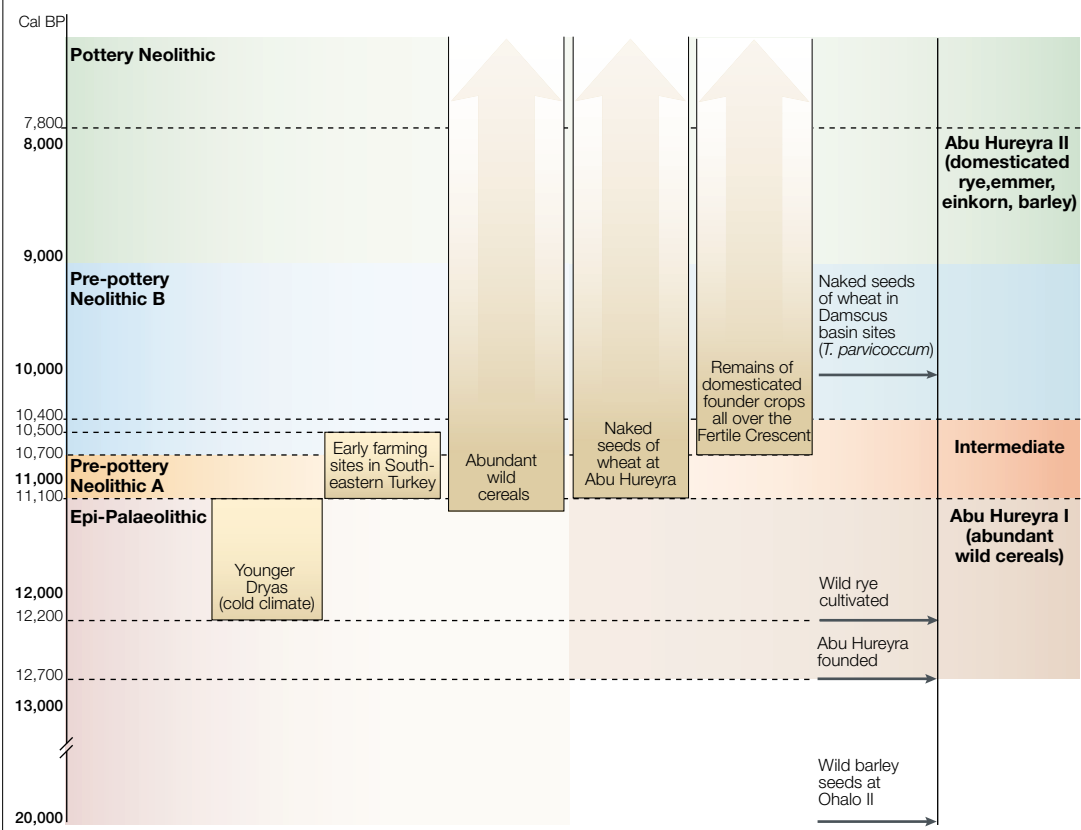 Cal BP
Pottery Neolithic
7,800
8,000
Abu Hureyra II
(domesticated
rye,emmer,
einkorn, barley)
9,000
Pre-pottery
Neolithic B
Naked seeds
of wheat in
Damscus
basin sites
(T. parvicoccum)
10,000
Remains of
domesticated
founder crops
all over the
Fertile Crescent
10,400
10,500
10,700
Naked
seeds of
wheat at
Abu Hureyra
Early farming
sites in South-
eastern Turkey
Abundant
wild
cereals
Intermediate
Pre-pottery
Neolithic A
11,000
11,100
Epi-Palaeolithic
Abu Hureyra I
(abundant
wild cereals)
Younger
Dryas
(cold climate)
12,000
Wild rye
cultivated
12,200
Abu Hureyra
founded
12,700
13,000
Wild barley
seeds at
Ohalo II
20,000